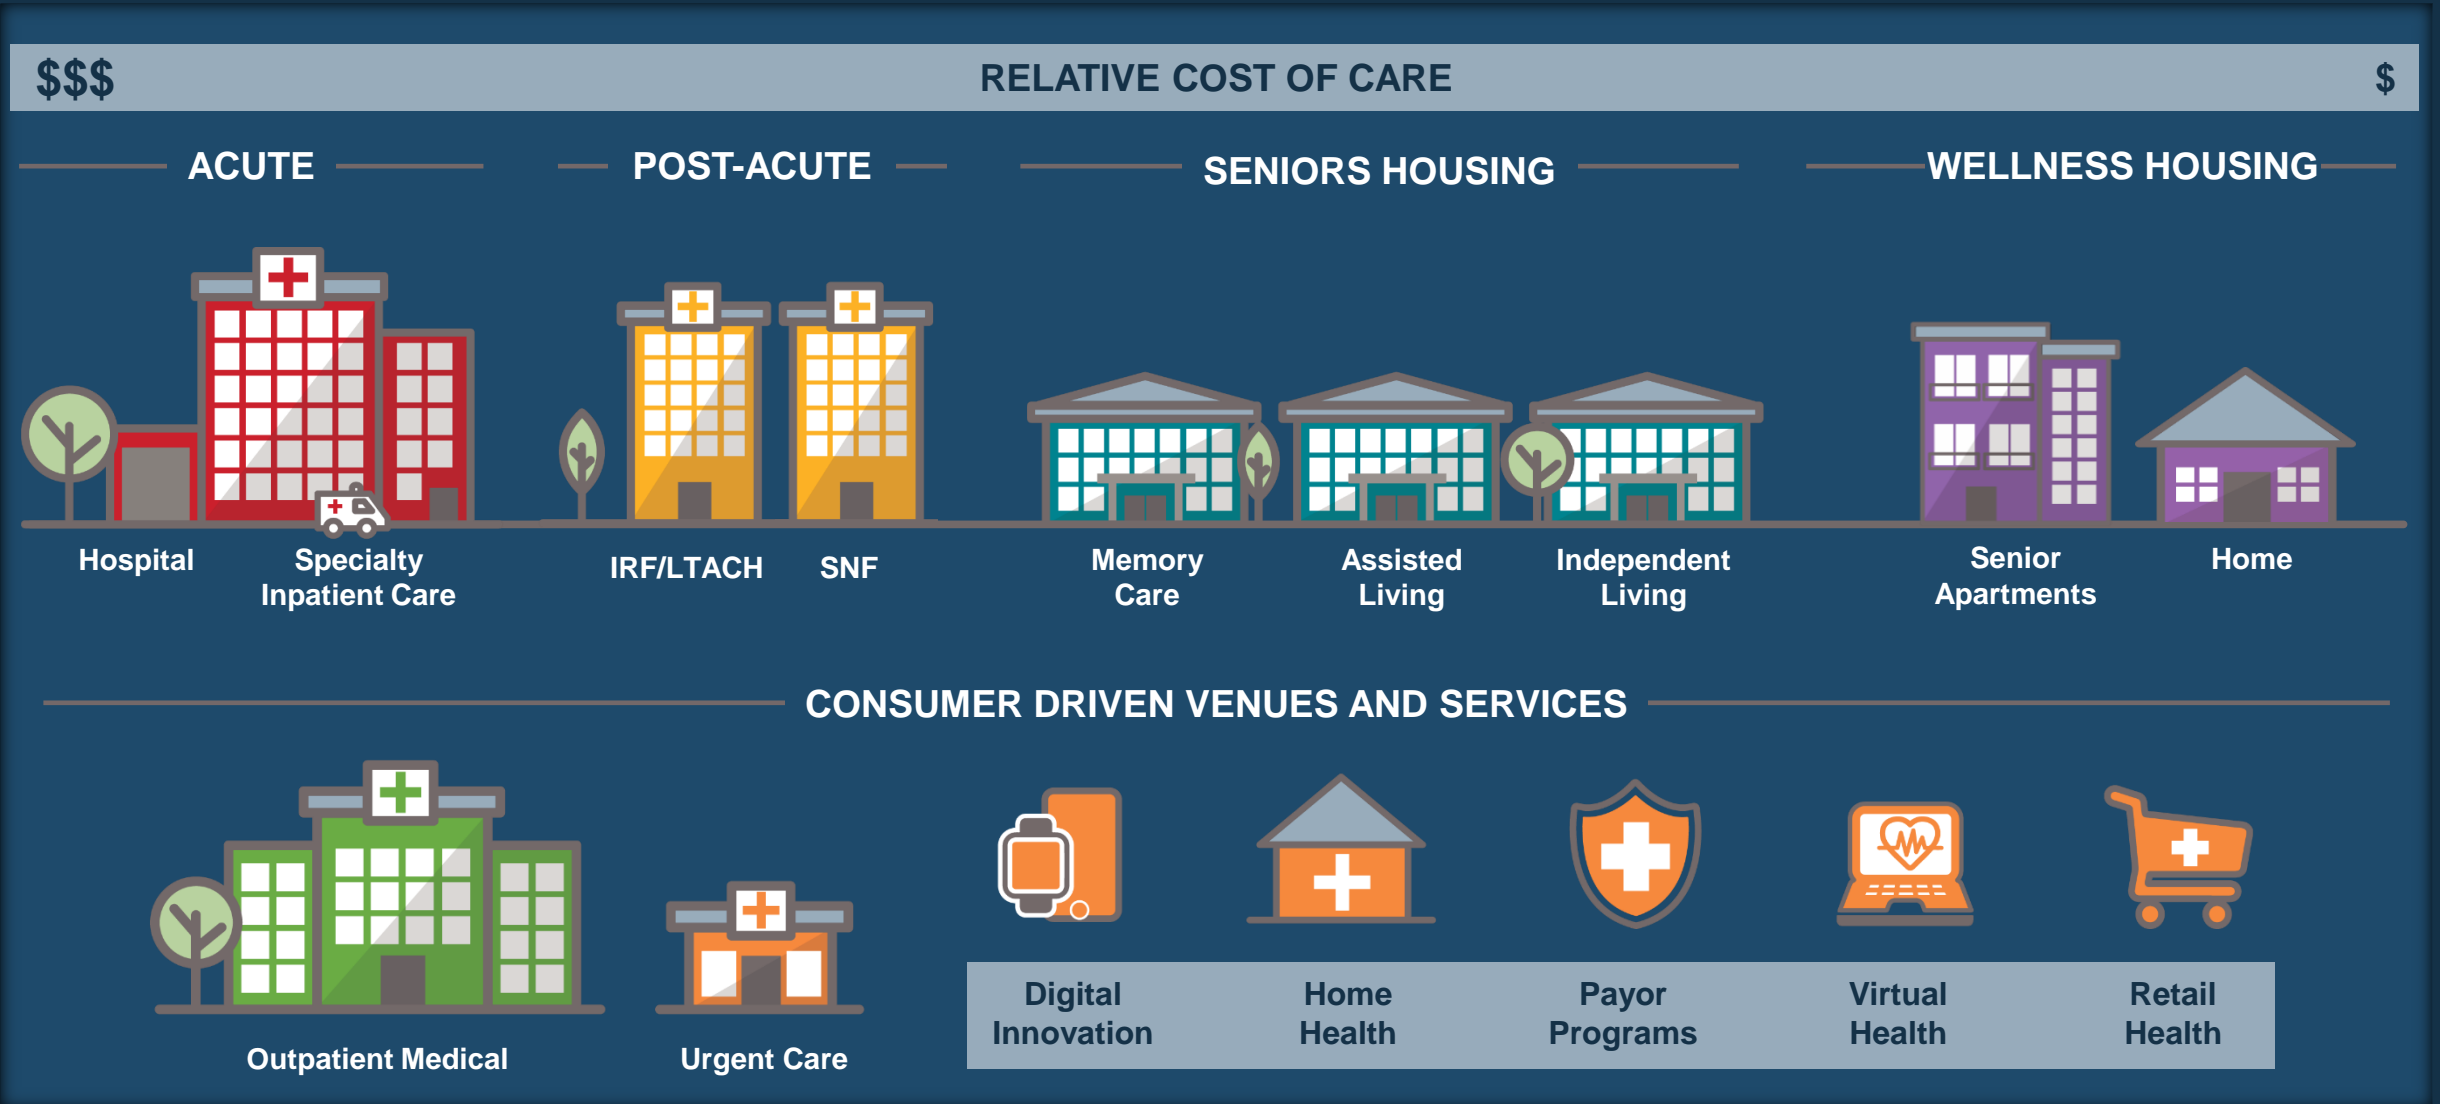 $$$ RELATIVE COST OF CARE $
ACUTE
POST-ACUTE
SENIORS HOUSING
WELLNESS HOUSING
Hospital
Specialty
Inpatient Care
IRF/LTACH
SNF
Memory
Care
Assisted
Living
Independent
Living
Senior
Apartments
Home
CONSUMER DRIVEN VENUES AND SERVICES
Outpatient Medical
Urgent Care
Digital
Innovation
Home
Health
Payor
Programs
Virtual
Health
Retail
Health